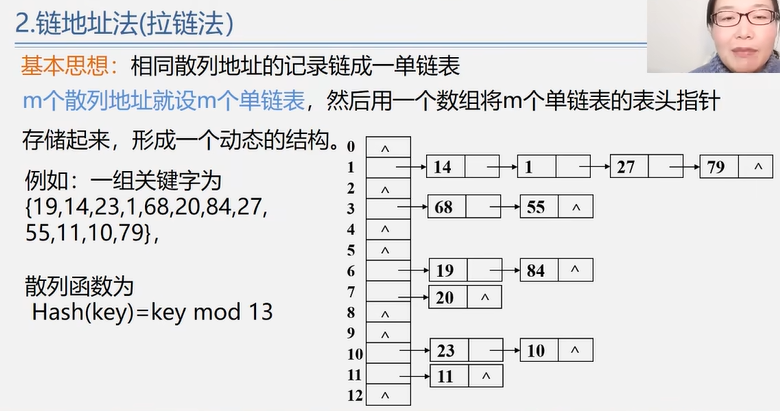 2.链地址法(拉链法)
基本思想：相同散列地址的记录链成一单链表
m个散列地址就设m个单链表，然后用一个数组将m个单链表的表头指针
存储起来，形成一个动态的结构。
例如：一组关键字为
{19,14,23,1,68,20,84,27,
55,11,10,79}，
散列函数为
Hash(key)=key mod 13
0 ^
1 14 1 27 79 ^
2 ^
3 68 55 ^
4 ^
5 ^
6 19 84 ^
7 20 ^
8 ^
9 ^
10 23 10 ^
11 11 ^
12 ^